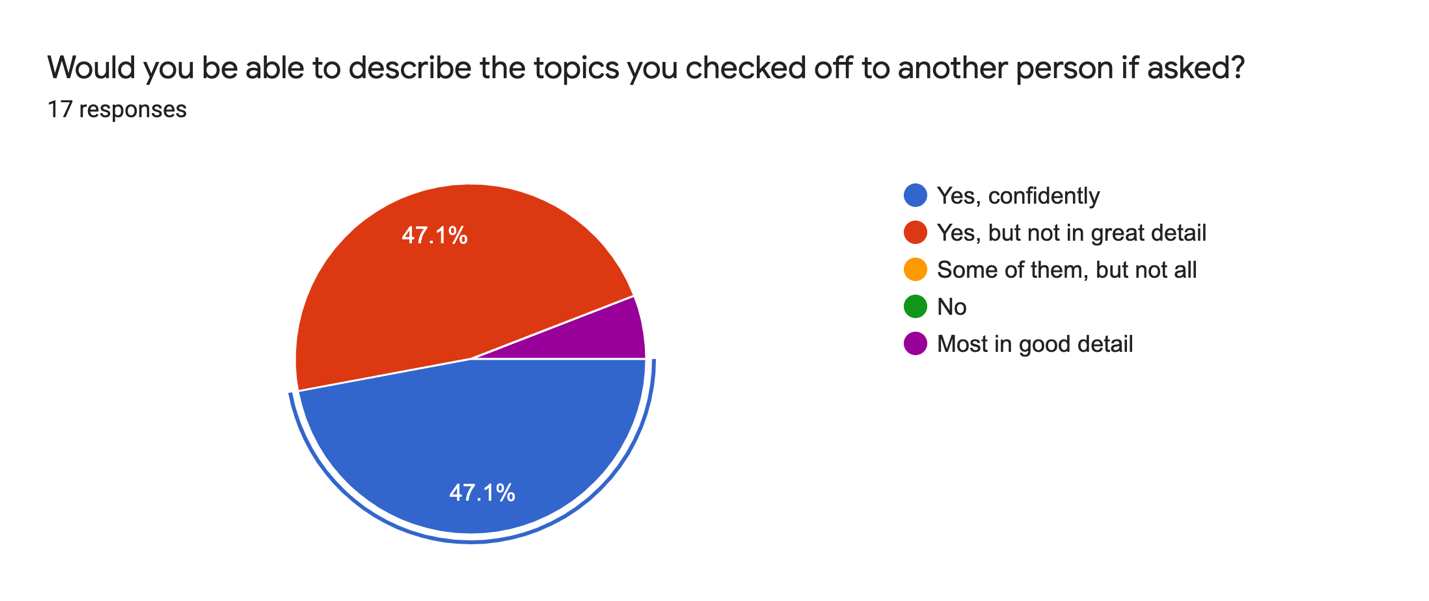 Would you be able to describe the topics you checked off to another person if asked?
17 responses
47.1%
47.1%
Yes, confidently
Yes, but not in great detail
Some of them, but not all
No
Most in good detail